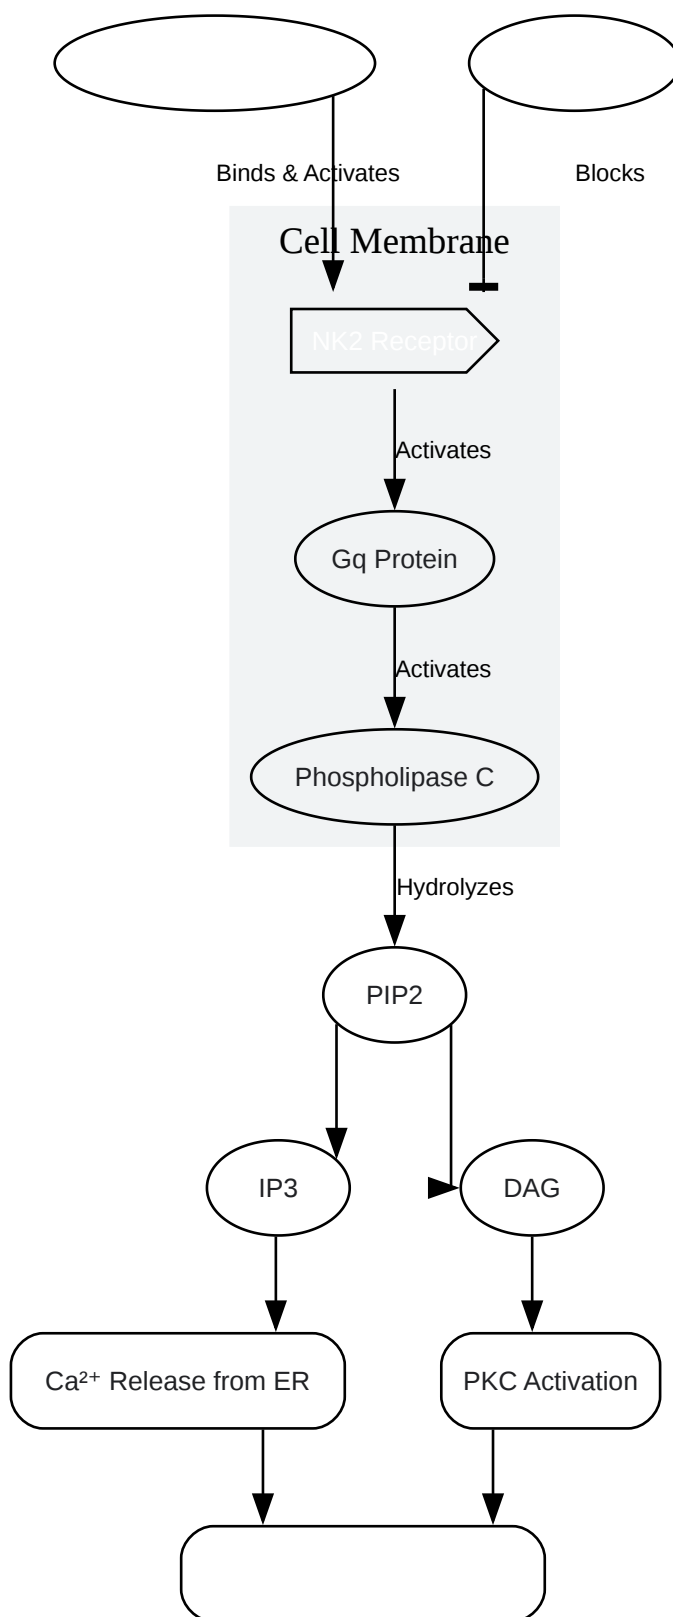 Binds & Activates
Blocks
Cell Membrane
NK2 Receptor
Activates
Gq Protein
Activates
Phospholipase C
Hydrolyzes
PIP2
IP3
DAG
Ca²⁺ Release from ER
PKC Activation